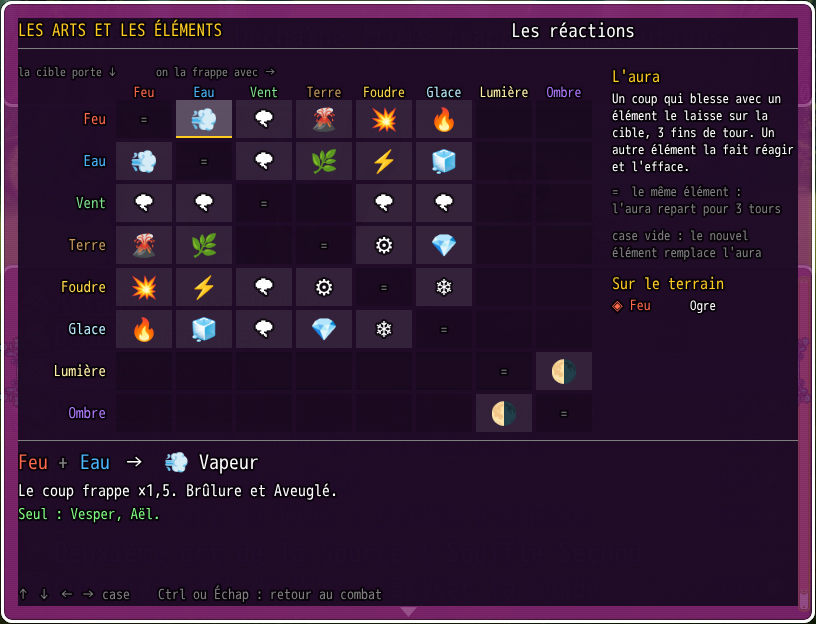 LES ARTS ET LES ÉLÉMENTS
Les réactions
la cible porte ↓ on la frappe avec →
Feu Eau Vent Terre Foudre Glace Lumière Ombre
Feu =
Eau =
Vent =
Terre =
Foudre =
Glace =
Lumière =
Ombre =
L'aura
Un coup qui blesse avec un
élément le laisse sur la
cible, 3 fins de tour. Un
autre élément la fait réagir
et l'efface.
= le même élément :
l'aura repart pour 3 tours
case vide : le nouvel
élément remplace l'aura
Sur le terrain
◈ Feu Ogre
Feu + Eau → Vapeur
Le coup frappe x1,5. Brûlure et Aveuglé.
Seul : Vesper, Aël.
↑ ↓ ← → case Ctrl ou Échap : retour au combat